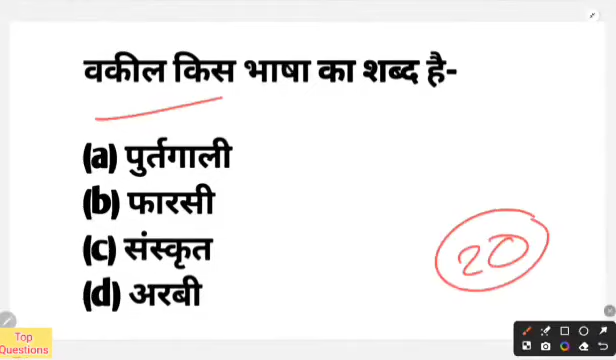 वकील किस भाषा का शब्द है-
(a) पुर्तगाली
(b) फारसी
(c) संस्कृत
(d) अरबी
20
Top
Questions